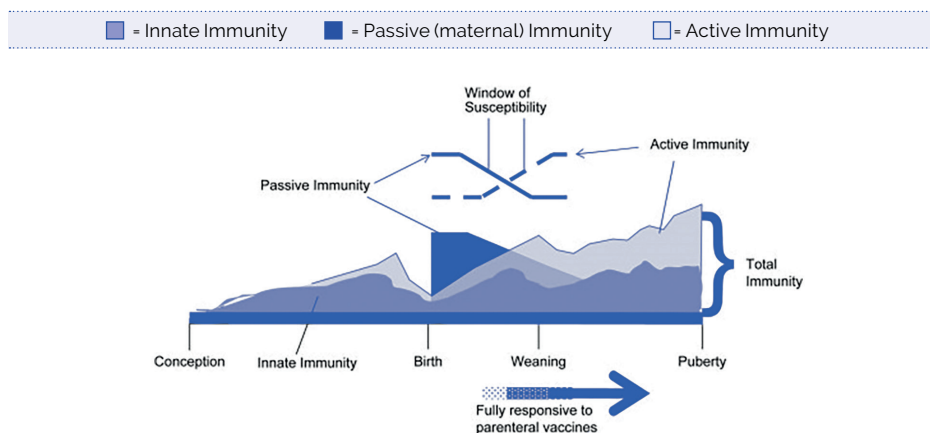 = Innate Immunity = Passive (maternal) Immunity = Active Immunity
Window of
Susceptibility
Active Immunity
Passive Immunity
Total
Immunity
Conception
Innate Immunity
Birth
Weaning
Puberty
Fully responsive to
parenteral vaccines